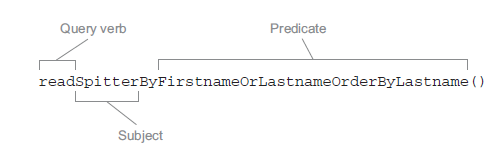 Query verb Predicate
readSpitterByFirstnameOrLastnameOrderByLastname()
Subject